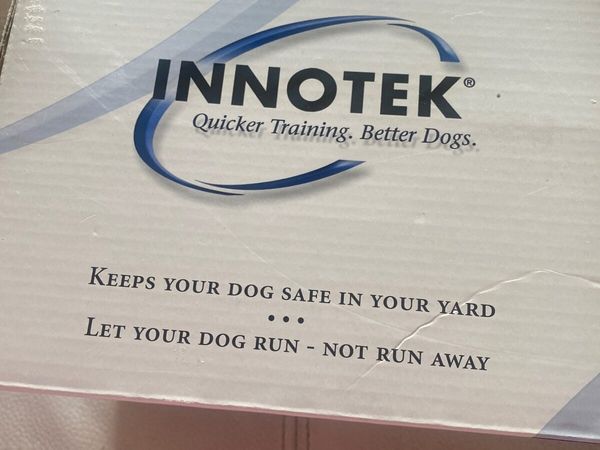 INNOTEK®
Quicker Training. Better Dogs.
KEEPS YOUR DOG SAFE IN YOUR YARD
•••
LET YOUR DOG RUN - NOT RUN AWAY